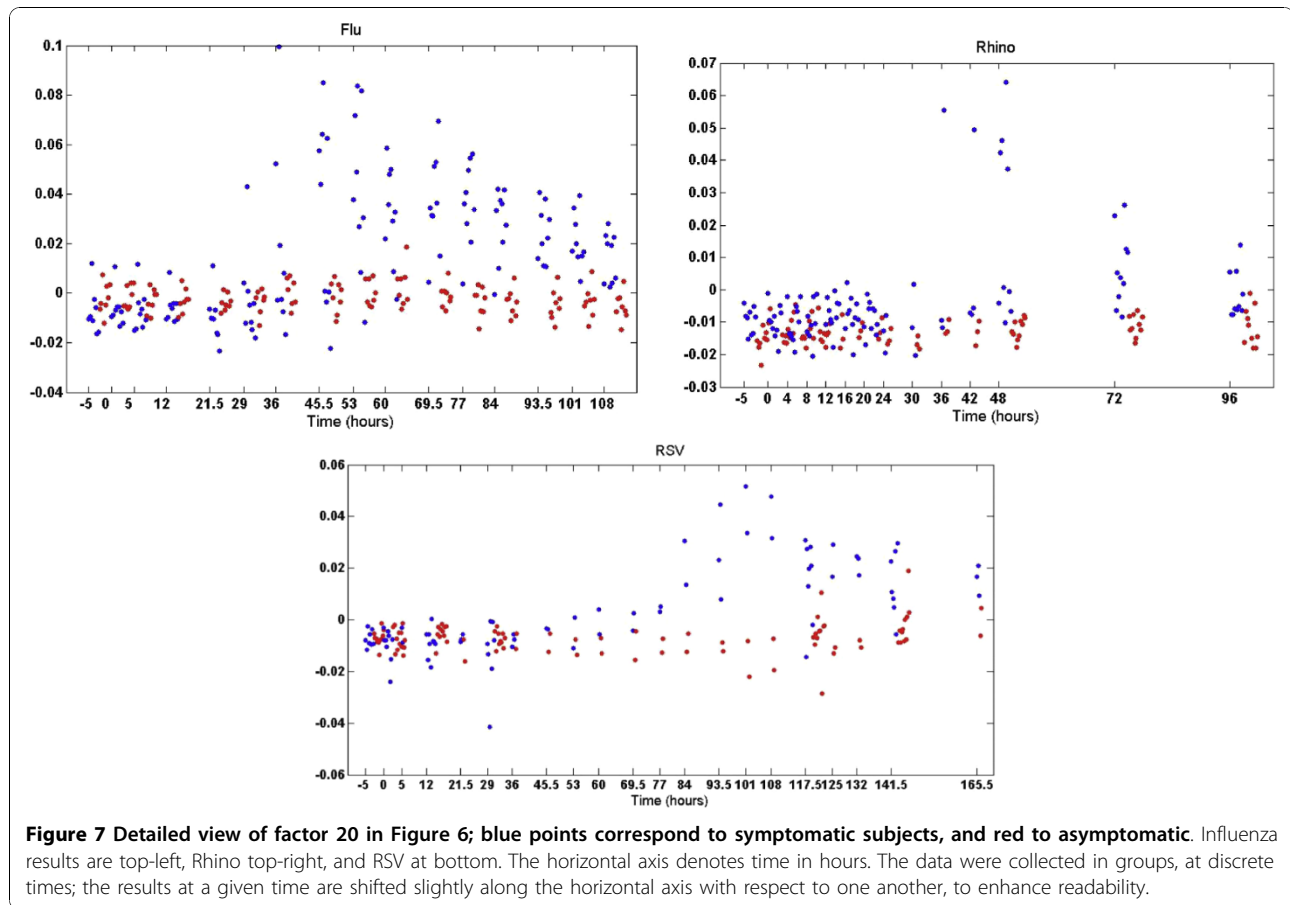 Flu
0.1
0.08
0.06
0.04
0.02
0
-0.02
-0.04
-5 0 5 12 21.5 29 36 45.5 53 60 69.5 77 84 93.5 101 108
Time (hours)
Rhino
0.07
0.06
0.05
0.04
0.03
0.02
0.01
0
-0.01
-0.02
-0.03
-5 0 4 8 12 16 20 24 30 36 42 48 72 96
Time (hours)
RSV
0.06
0.04
0.02
0
-0.02
-0.04
-0.06
-5 0 5 12 21.5 29 36 45.5 53 60 69.5 77 84 93.5 101 108 117.5 125 132 141.5 165.5
Time (hours)
Figure 7 Detailed view of factor 20 in Figure 6; blue points correspond to symptomatic subjects, and red to asymptomatic. Influenza
results are top-left, Rhino top-right, and RSV at bottom. The horizontal axis denotes time in hours. The data were collected in groups, at discrete
times; the results at a given time are shifted slightly along the horizontal axis with respect to one another, to enhance readability.